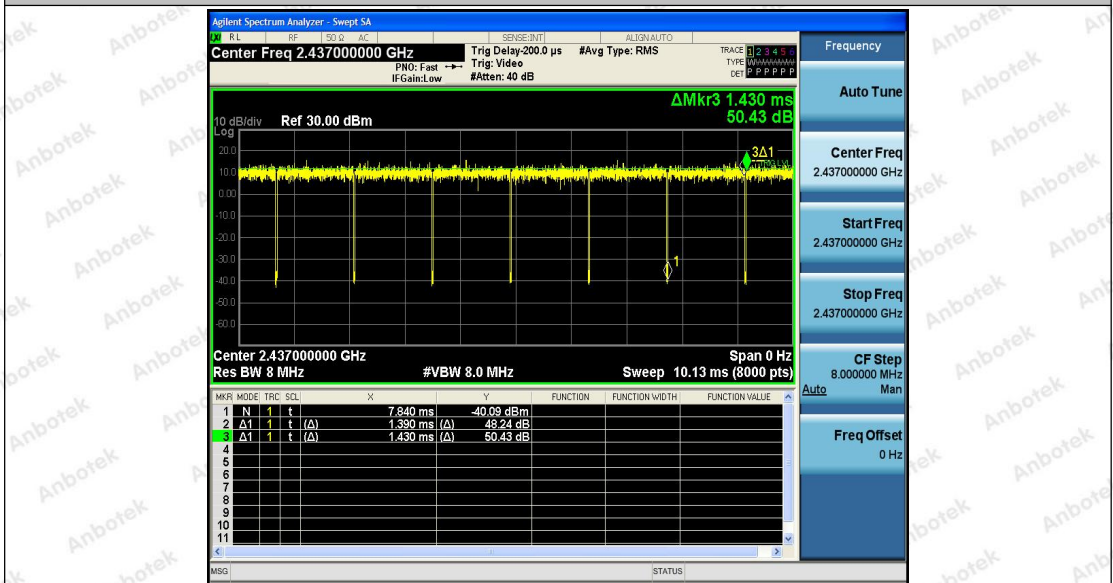 Agilent Spectrum Analyzer - Swept SA
LXI RL RF 50 Ω AC SENSE:INT ALIGN AUTO
Center Freq 2.437000000 GHz
PNO: Fast
IFGain:Low
Trig Delay-200.0 µs
Trig: Video
#Atten: 40 dB
#Avg Type: RMS
TRACE 1 2 3 4 5 6
TYPE
DET P P P P P P
ΔMkr3 1.430 ms
50.43 dB
10 dB/div Ref 30.00 dBm
Log
20.0
10.0
0.00
-10.0
-20.0
-30.0
-40.0
-50.0
-60.0
3Δ1
1
Center 2.437000000 GHz Span 0 Hz
Res BW 8 MHz #VBW 8.0 MHz Sweep 10.13 ms (8000 pts)
MKR MODE TRC SCL X Y FUNCTION FUNCTION WIDTH FUNCTION VALUE
1 N 1 t 7.840 ms -40.09 dBm
2 Δ1 1 t (Δ) 1.390 ms (Δ) 48.24 dB
3 Δ1 1 t (Δ) 1.430 ms (Δ) 50.43 dB
4
5
6
7
8
9
10
11
MSG STATUS
Frequency
Auto Tune
Center Freq
2.437000000 GHz
Start Freq
2.437000000 GHz
Stop Freq
2.437000000 GHz
CF Step
8.000000 MHz
Auto Man
Freq Offset
0 Hz
Anbotek